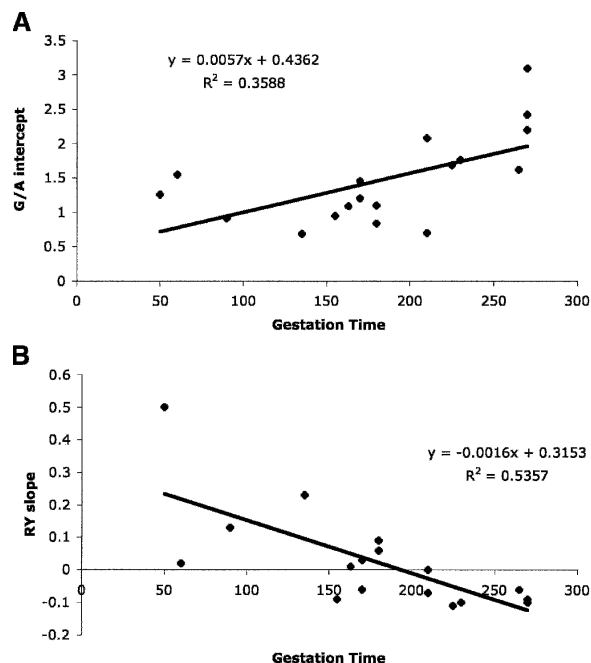 A
y = 0.0057x + 0.4362
R² = 0.3588
3.5
3
2.5
2
1.5
1
0.5
0
G/A intercept
0 50 100 150 200 250 300
Gestation Time
B
0.6
0.5
0.4
0.3
0.2
0.1
0
-0.1
-0.2
RY slope
y = -0.0016x + 0.3153
R² = 0.5357
0 50 100 150 200 250 300
Gestation Time